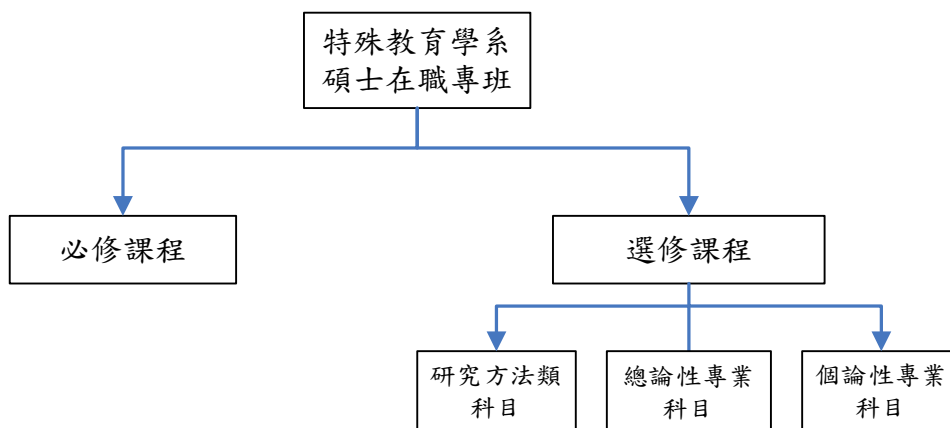 特殊教育學系
碩士在職專班
必修課程
選修課程
研究方法類
科目
總論性專業
科目
個論性專業
科目